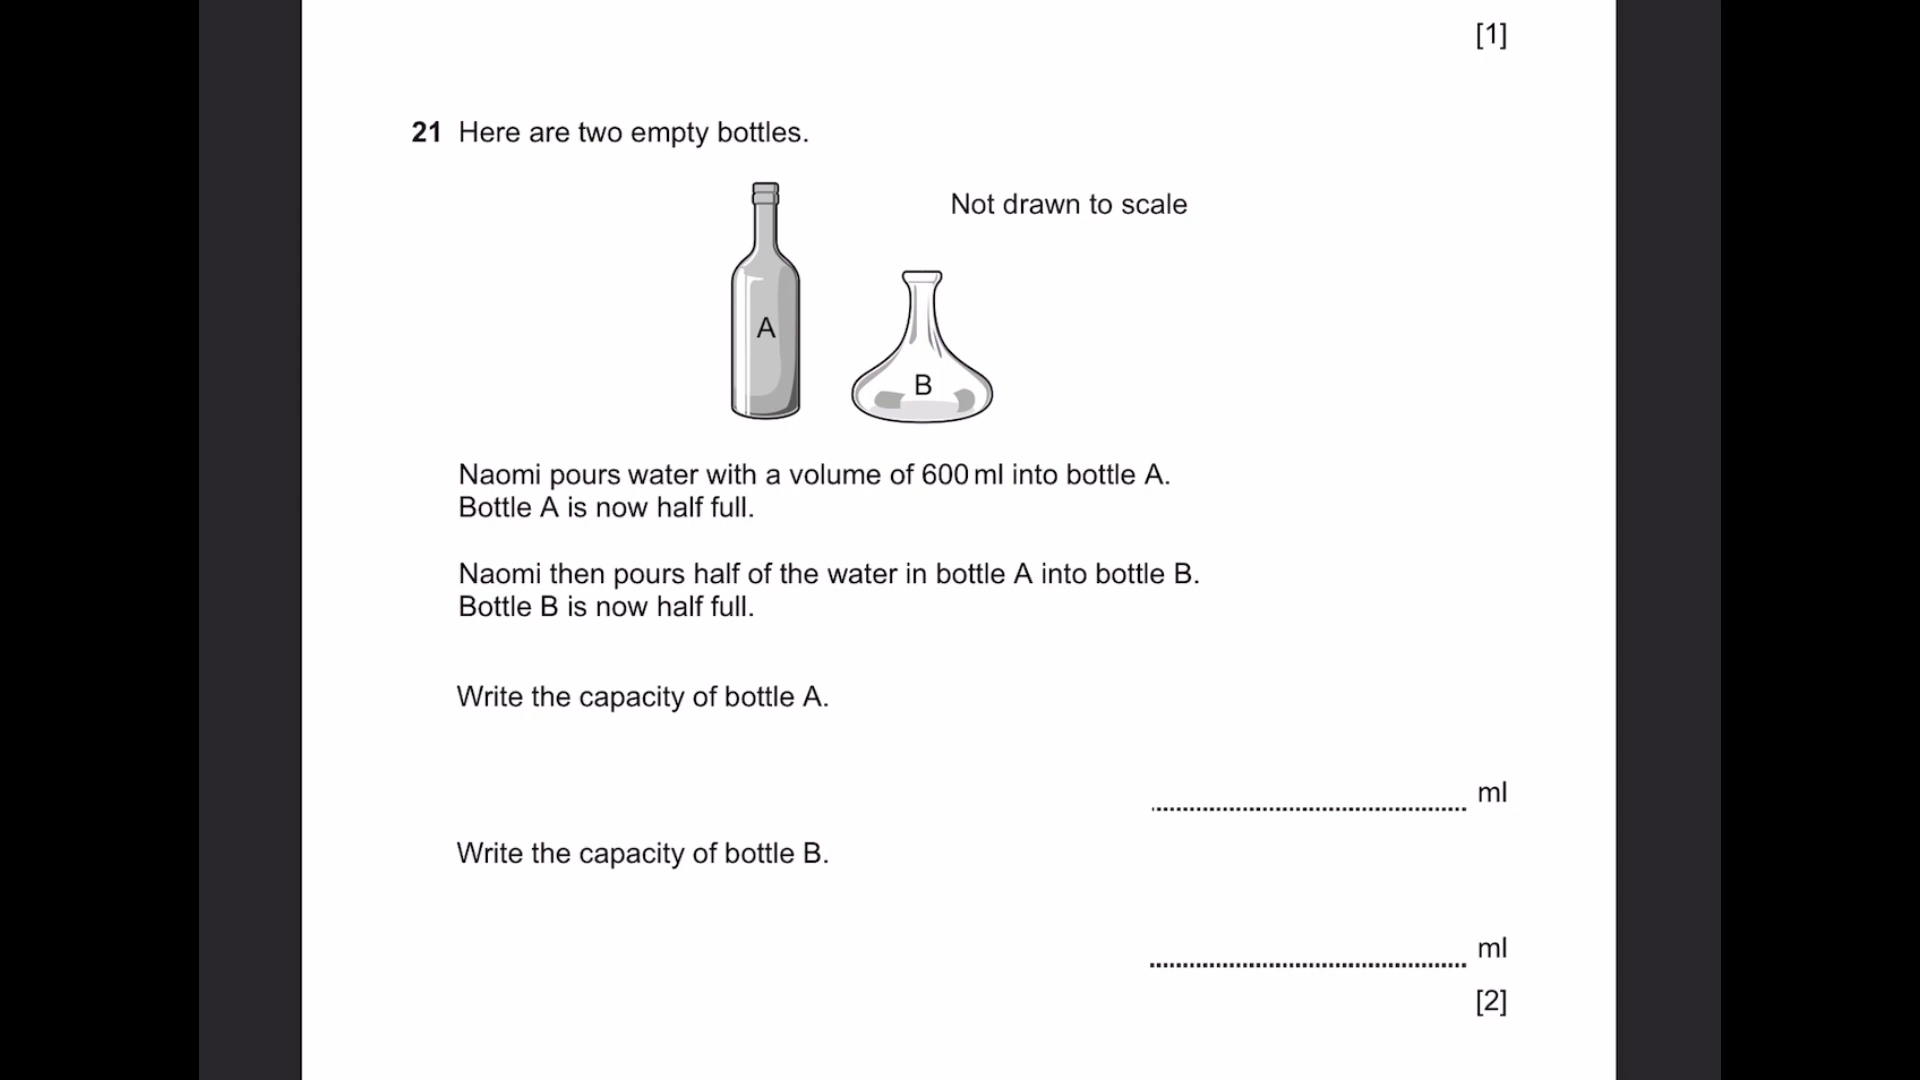 [1]
21 Here are two empty bottles.
Not drawn to scale
A
B
Naomi pours water with a volume of 600 ml into bottle A.
Bottle A is now half full.
Naomi then pours half of the water in bottle A into bottle B.
Bottle B is now half full.
Write the capacity of bottle A.
ml
Write the capacity of bottle B.
ml
[2]